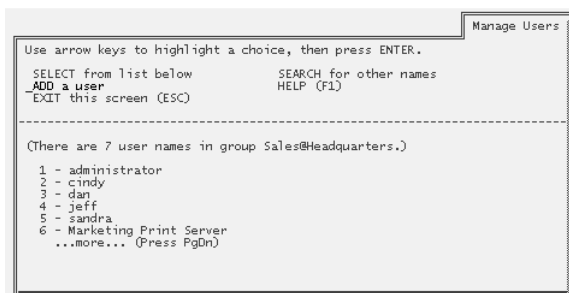 Manage Users
Use arrow keys to highlight a choice, then press ENTER.
SELECT from list below SEARCH for other names
_ADD a user HELP (F1)
EXIT this screen (ESC)
(There are 7 user names in group Sales@Headquarters.)
1 - administrator
2 - cindy
3 - dan
4 - jeff
5 - sandra
6 - Marketing Print Server
...more... (Press PgDn)